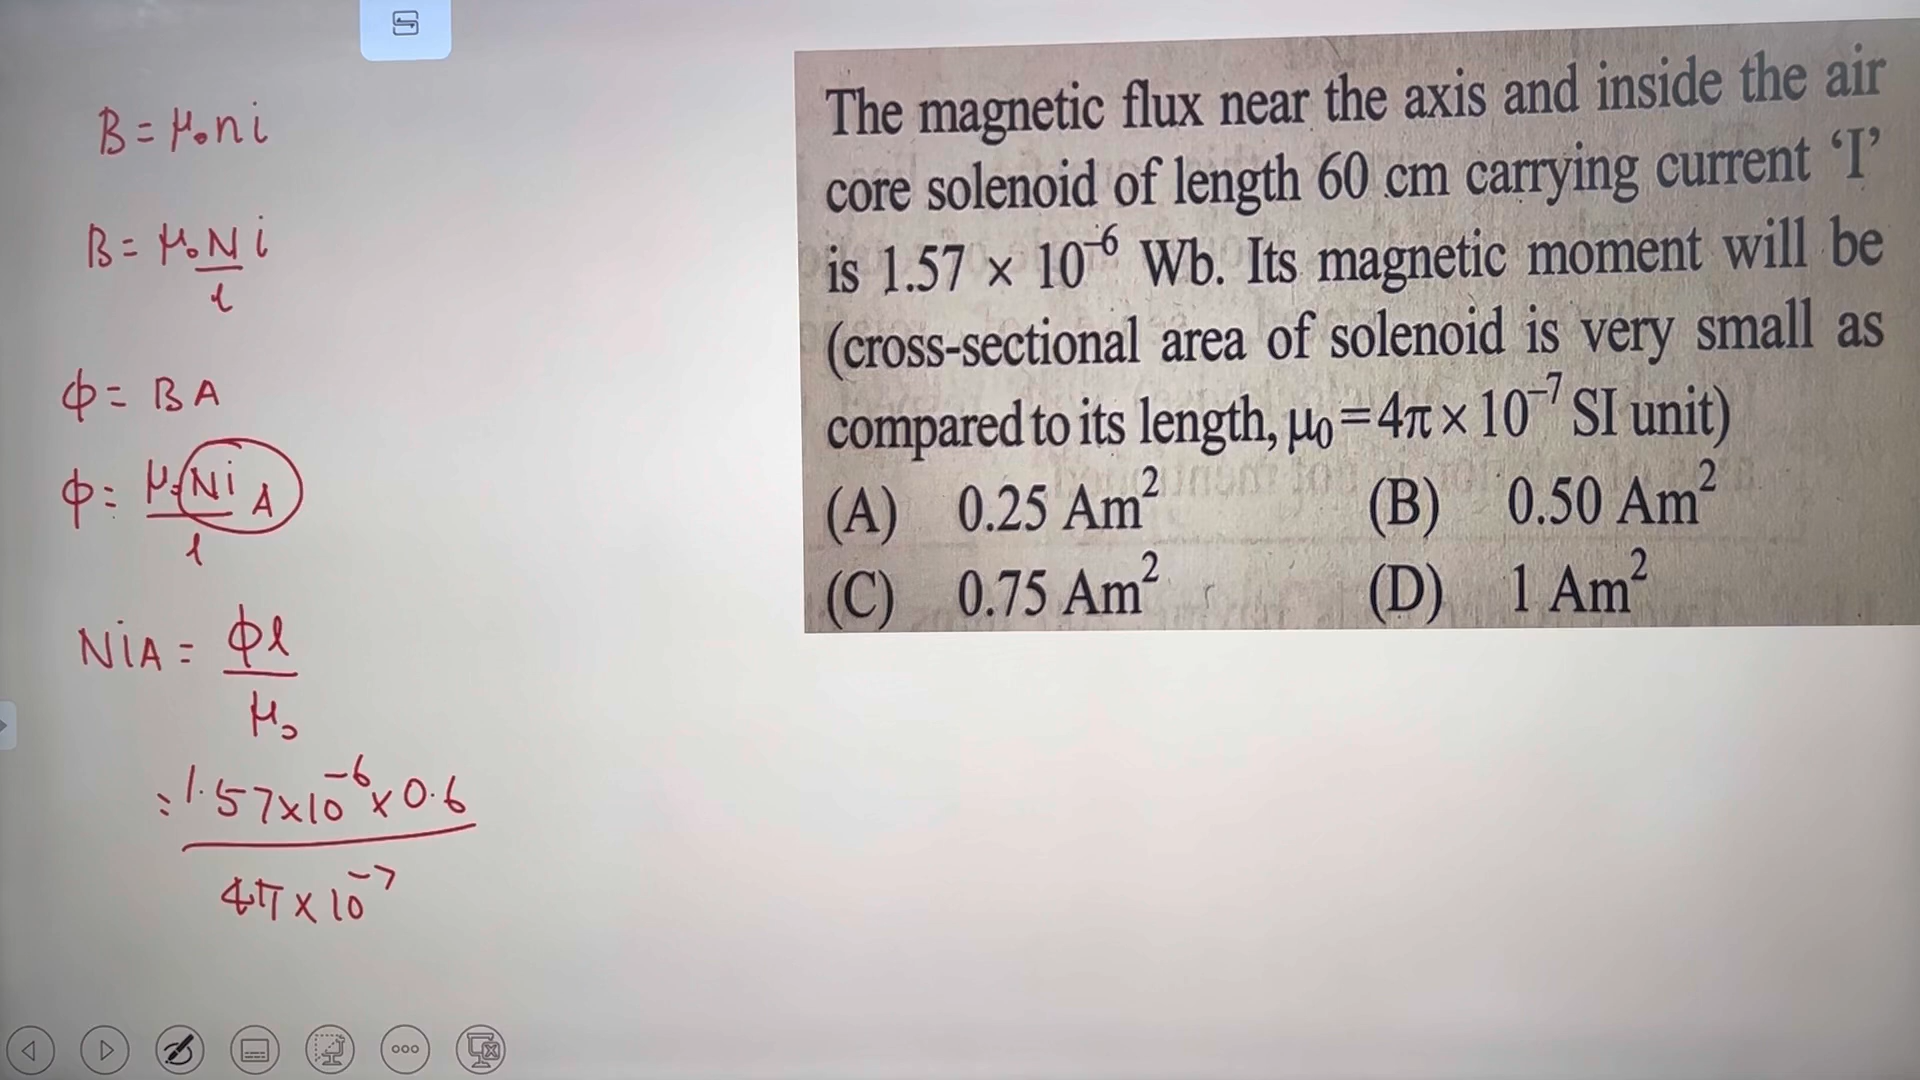 B = μ₀ni
B = μ₀Ni
l
ϕ = BA
ϕ = μ₀Ni A
l
NiA = ϕl
μ₀
= 1.57×10⁻⁶×0.6
4π×10⁻⁷
The magnetic flux near the axis and inside the air
core solenoid of length 60 cm carrying current ‘I’
is 1.57 × 10⁻⁶ Wb. Its magnetic moment will be
(cross-sectional area of solenoid is very small as
compared to its length, μ₀=4π×10⁻⁷ SI unit)
(A) 0.25 Am² (B) 0.50 Am²
(C) 0.75 Am² (D) 1 Am²